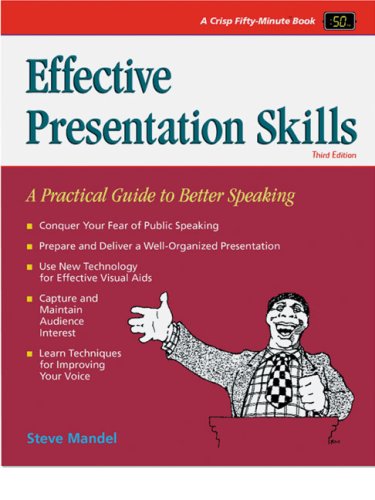 A Crisp Fifty-Minute Book :50
Effective
Presentation Skills
Third Edition
A Practical Guide to Better Speaking
Conquer Your Fear of Public Speaking
Prepare and Deliver a Well-Organized Presentation
Use New Technology
for Effective Visual Aids
Capture and
Maintain
Audience
Interest
Learn Techniques
for Improving
Your Voice
Steve Mandel